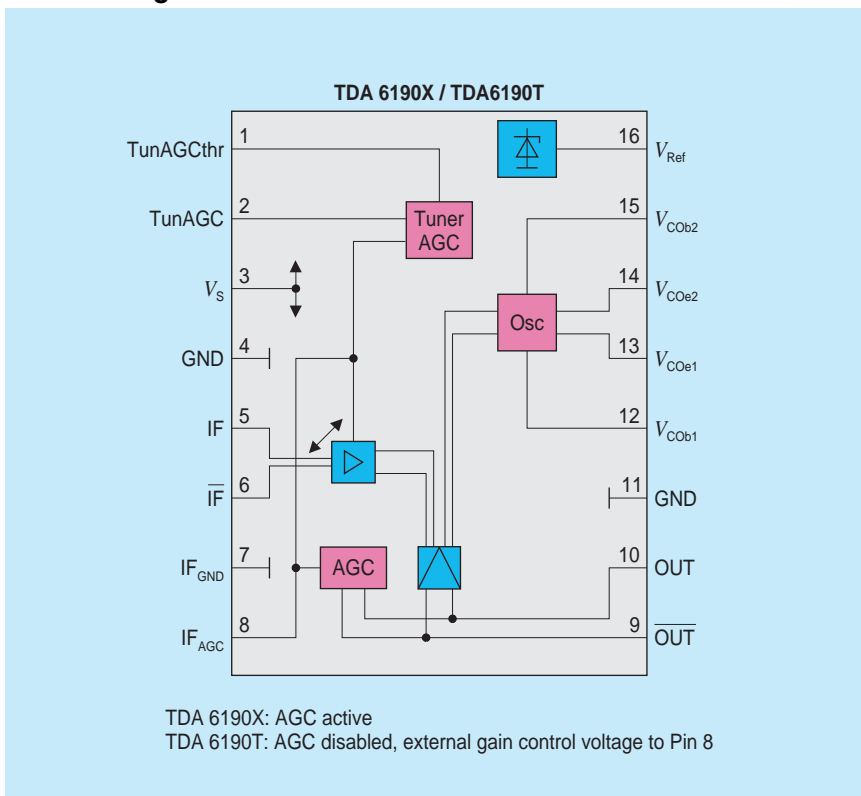 TDA 6190X / TDA6190T
TunAGCthr 1
TunAGC 2
VS 3
GND 4
IF 5
I̅F̅ 6
IFGND 7
IFAGC 8
16 VRef
15 VCOb2
14 VCOe2
13 VCOe1
12 VCOb1
11 GND
10 OUT
9 O̅U̅T̅
Tuner
AGC
Osc
AGC
TDA 6190X: AGC active
TDA 6190T: AGC disabled, external gain control voltage to Pin 8